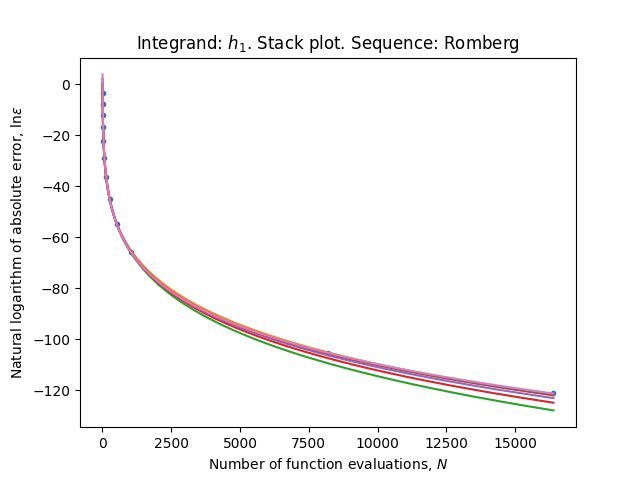 Integrand: h₁. Stack plot. Sequence: Romberg
Natural logarithm of absolute error, lnε
0
−20
−40
−60
−80
−100
−120
0 2500 5000 7500 10000 12500 15000
Number of function evaluations, N